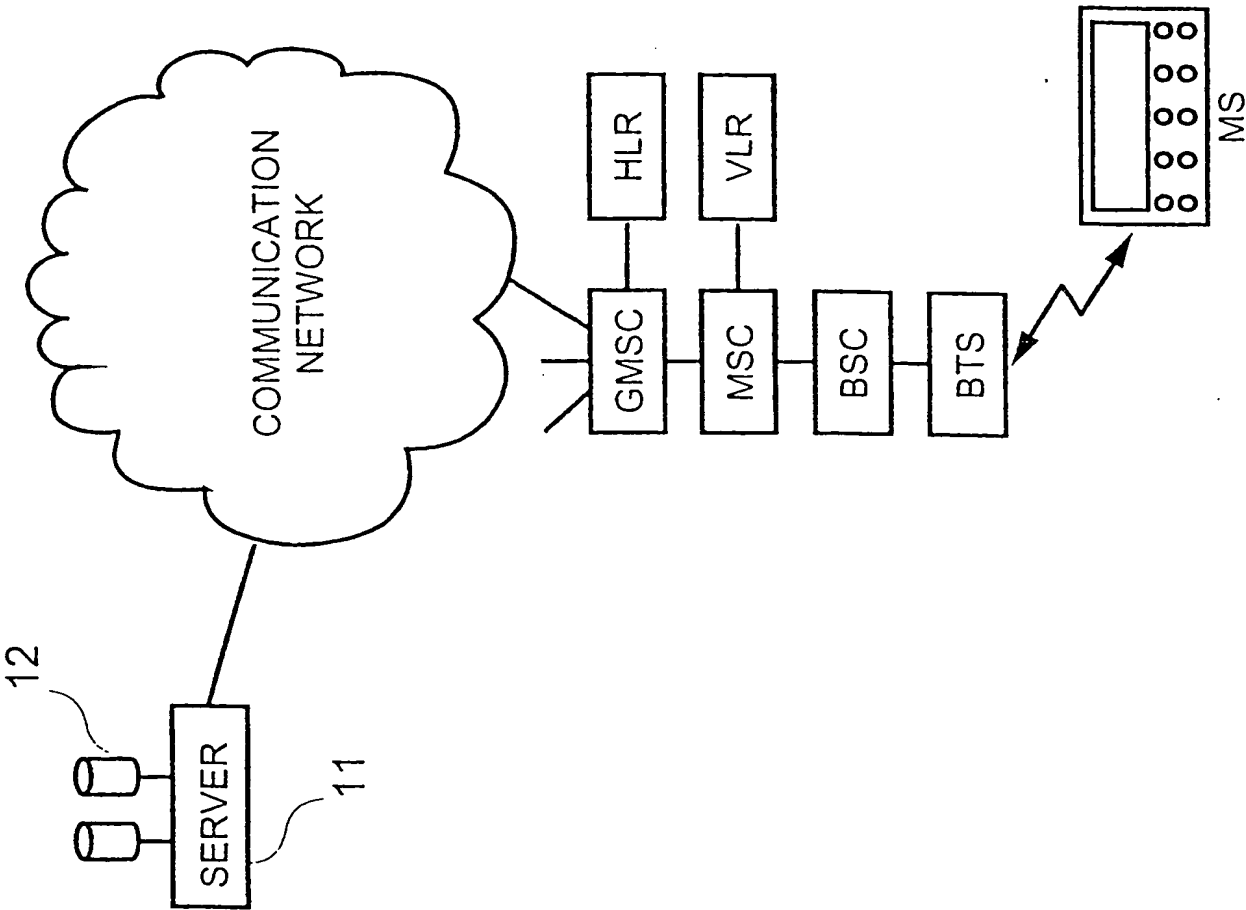 12
SERVER
11
COMMUNICATION
NETWORK
GMSC
HLR
MSC
VLR
BSC
BTS
MS